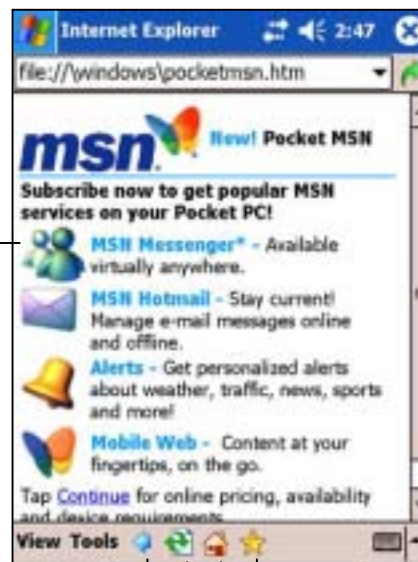 Internet Explorer 2:47
file://\windows\pocketmsn.htm
msn New! Pocket MSN
Subscribe now to get popular MSN
services on your Pocket PC!
MSN Messenger* - Available
virtually anywhere.
MSN Hotmail - Stay current!
Manage e-mail messages online
and offline.
Alerts - Get personalized alerts
about weather, traffic, news, sports
and more!
Mobile Web - Content at your
fingertips, on the go.
Tap Continue for online pricing, availability
and device requirements
View Tools